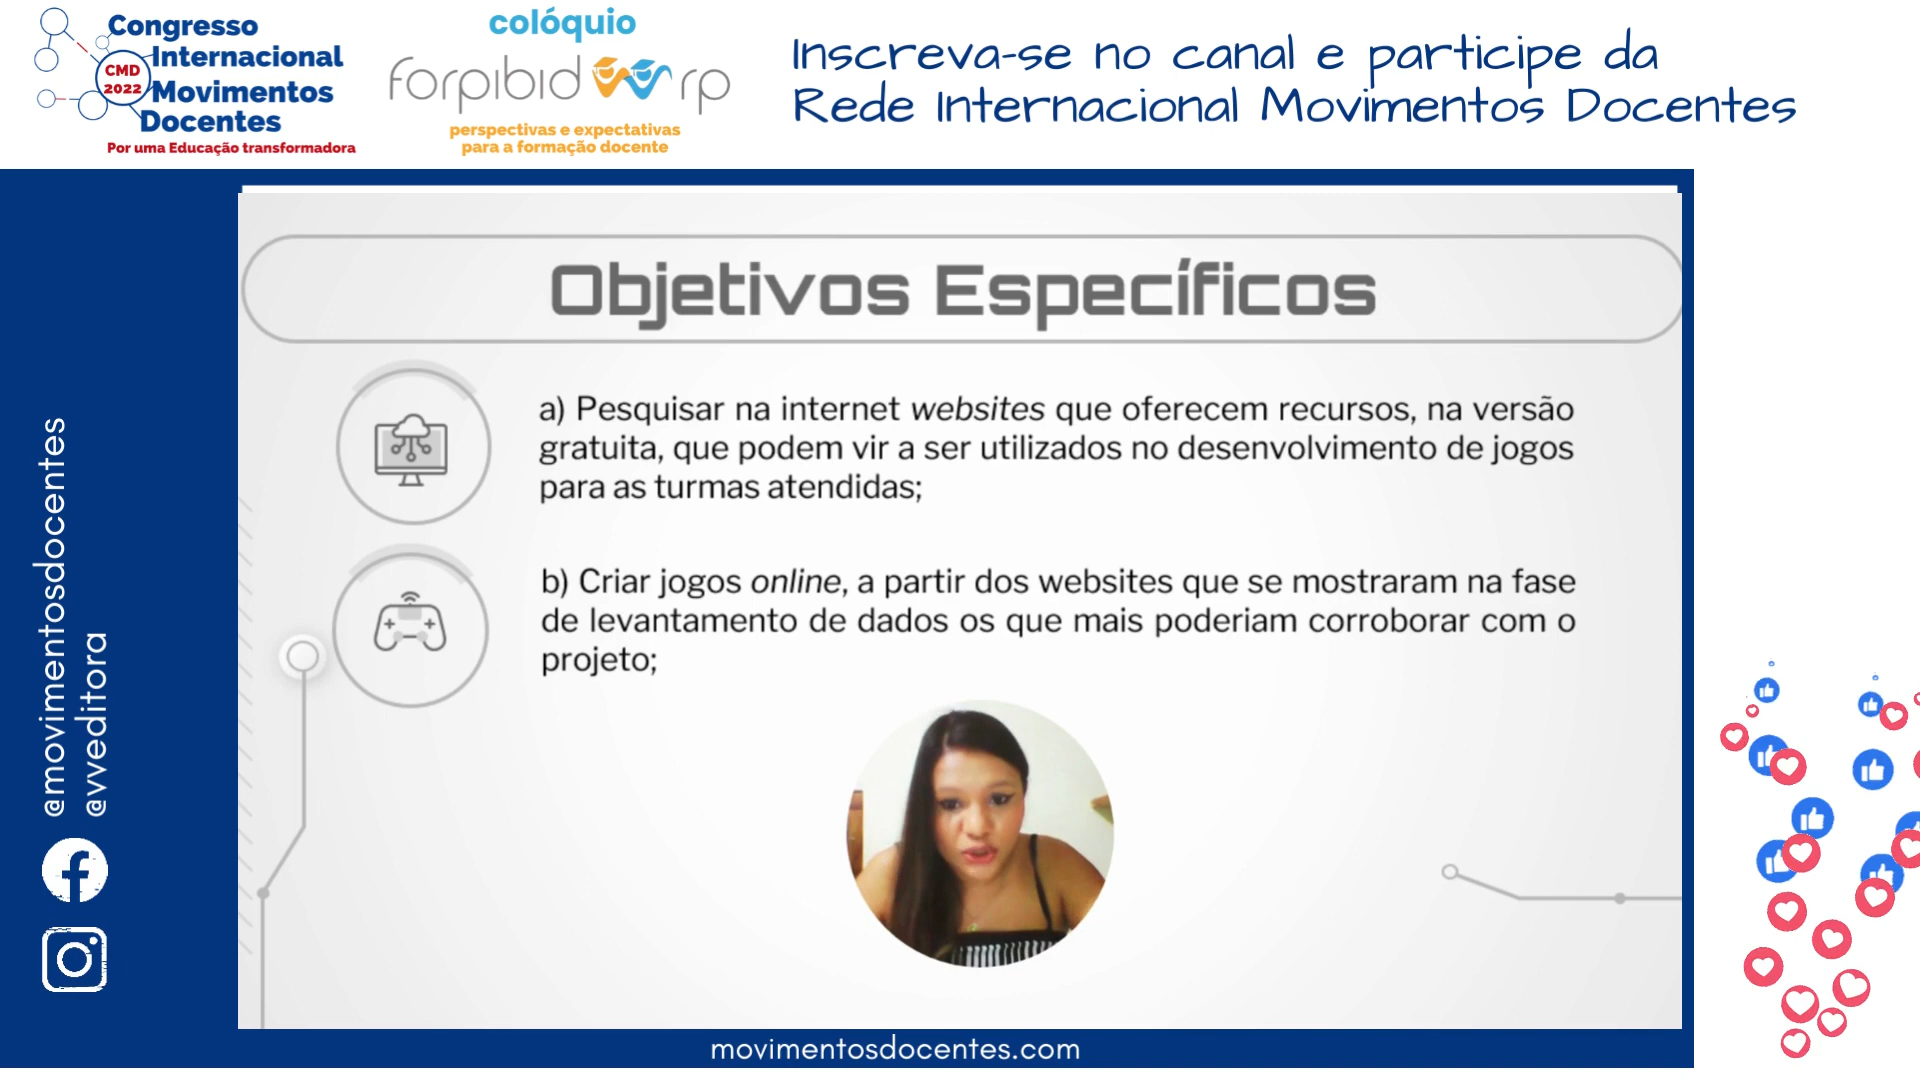 Congresso
Internacional
CMD
2022
Movimentos
Docentes
Por uma Educação transformadora
colóquio
forpibid rp
perspectivas e expectativas
para a formação docente
Inscreva-se no canal e participe da
Rede Internacional Movimentos Docentes
Objetivos Específicos
a) Pesquisar na internet websites que oferecem recursos, na versão
gratuita, que podem vir a ser utilizados no desenvolvimento de jogos
para as turmas atendidas;
b) Criar jogos online, a partir dos websites que se mostraram na fase
de levantamento de dados os que mais poderiam corroborar com o
projeto;
@movimentosdocentes
@vveditora
movimentosdocentes.com